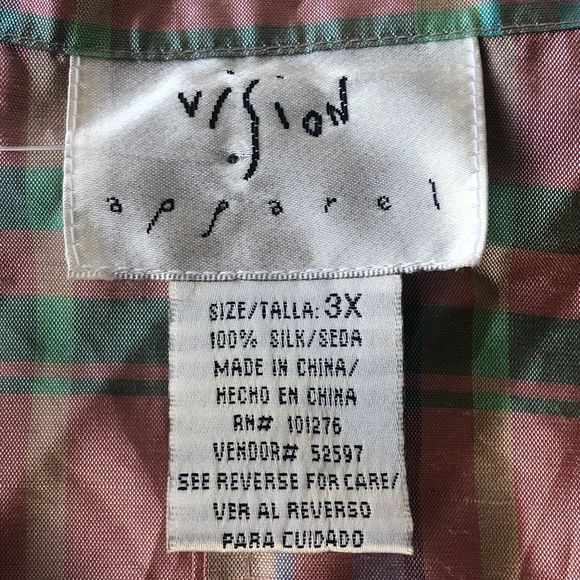 vision
apparel
SIZE/TALLA: 3X
100% SILK/SEDA
MADE IN CHINA/
HECHO EN CHINA
RN# 101276
VENDOR# 52597
SEE REVERSE FOR CARE/
VER AL REVERSO
PARA CUIDADO